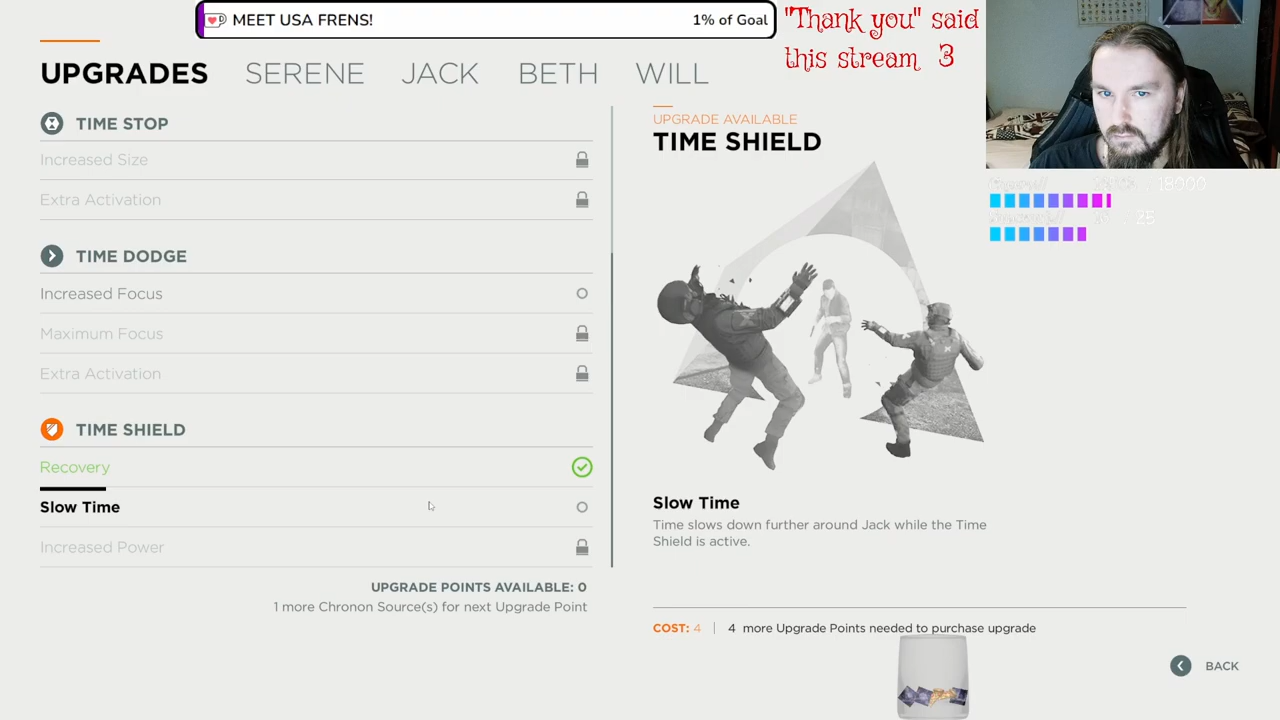 MEET USA FRENS!
1% of Goal
"Thank you" said
this stream 3
UPGRADES
SERENE
JACK
BETH
WILL
TIME STOP
Increased Size
Extra Activation
TIME DODGE
Increased Focus
Maximum Focus
Extra Activation
TIME SHIELD
Recovery
Slow Time
Increased Power
UPGRADE POINTS AVAILABLE: 0
1 more Chronon Source(s) for next Upgrade Point
UPGRADE AVAILABLE
TIME SHIELD
Slow Time
Time slows down further around Jack while the Time
Shield is active.
COST: 4 | 4 more Upgrade Points needed to purchase upgrade
BACK
/ 18000
/ 25